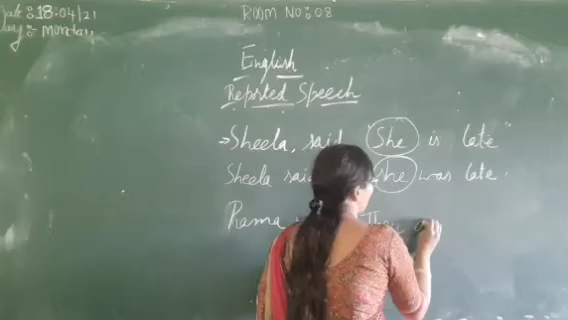 Date : 18.04/21
Day : Monday
ROOM NO: 08
English
Reported Speech
→ Sheela, said "She is late"
Sheela said she was late.
Rama They